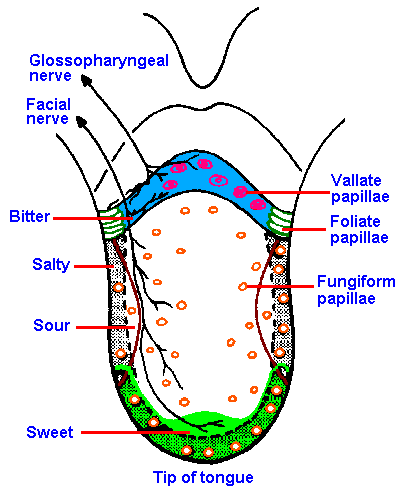 Glossopharyngeal
nerve
Facial
nerve
Bitter
Salty
Sour
Sweet
Vallate
papillae
Foliate
papillae
Fungiform
papillae
Tip of tongue